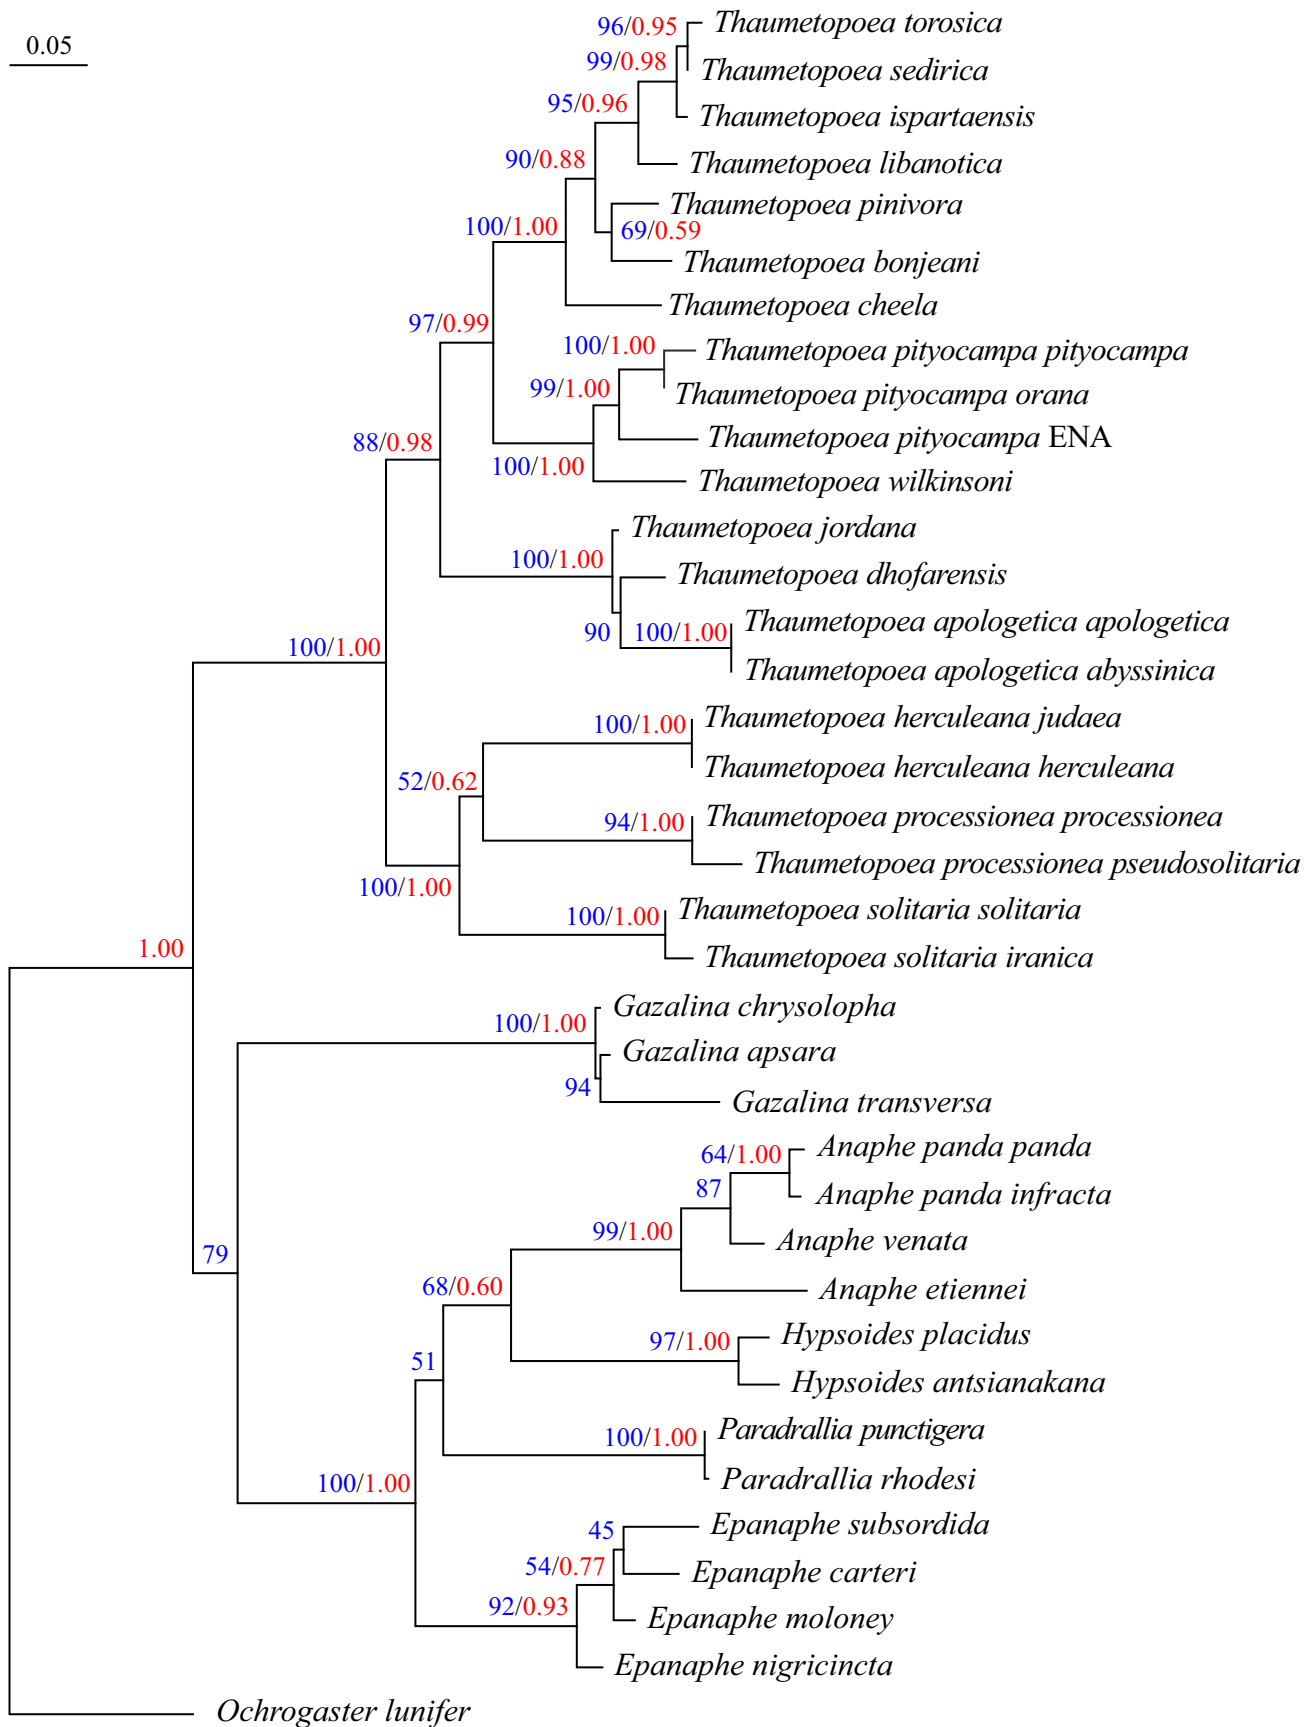 96/0.95 Thaumetopoea torosica
0.05
99/0.98 Thaumetopoea sedirica
95/0.96 Thaumetopoea ispartaensis
90/0.88 Thaumetopoea libanotica
Thaumetopoea pinivora
100/1.00 69/0.59
Thaumetopoea bonjeani
Thaumetopoea cheela
97/0.99
100/1.00 Thaumetopoea pityocampa pityocampa
99/1.00 Thaumetopoea pityocampa orana
88/0.98 Thaumetopoea pityocampa ENA
100/1.00 Thaumetopoea wilkinsoni
Thaumetopoea jordana
100/1.00 Thaumetopoea dhofarensis
90 100/1.00 Thaumetopoea apologetica apologetica
100/1.00 Thaumetopoea apologetica abyssinica
100/1.00 Thaumetopoea herculeana judaea
52/0.62 Thaumetopoea herculeana herculeana
94/1.00 Thaumetopoea processionea processionea
Thaumetopoea processionea pseudosolitaria
100/1.00
100/1.00 Thaumetopoea solitaria solitaria
1.00 Thaumetopoea solitaria iranica
Gazalina chrysolopha
100/1.00
Gazalina apsara
94 Gazalina transversa
64/1.00 Anaphe panda panda
87 Anaphe panda infracta
99/1.00 Anaphe venata
79
68/0.60 Anaphe etiennei
97/1.00 Hypsoides placidus
51 Hypsoides antsianakana
100/1.00 Paradrallia punctigera
100/1.00 Paradrallia rhodesi
45 Epanaphe subsordida
54/0.77 Epanaphe carteri
92/0.93 Epanaphe moloney
Epanaphe nigricincta
Ochrogaster lunifer